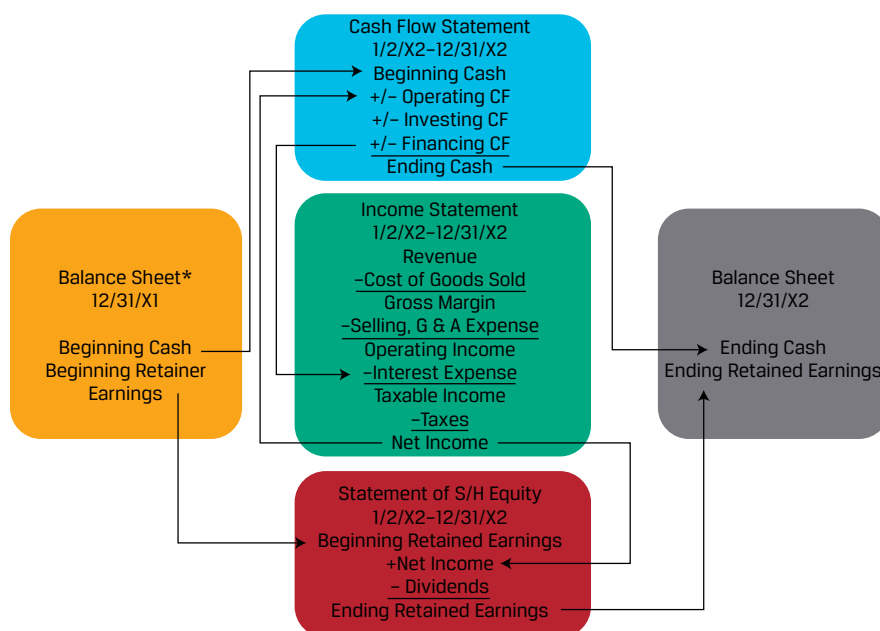 Cash Flow Statement
1/2/X2–12/31/X2
Beginning Cash
+/– Operating CF
+/– Investing CF
+/– Financing CF
Ending Cash
Income Statement
1/2/X2–12/31/X2
Revenue
–Cost of Goods Sold
Gross Margin
–Selling, G & A Expense
Operating Income
–Interest Expense
Taxable Income
–Taxes
Net Income
Balance Sheet*
12/31/X1
Beginning Cash
Beginning Retainer
Earnings
Balance Sheet
12/31/X2
Ending Cash
Ending Retained Earnings
Statement of S/H Equity
1/2/X2–12/31/X2
Beginning Retained Earnings
+Net Income
– Dividends
Ending Retained Earnings